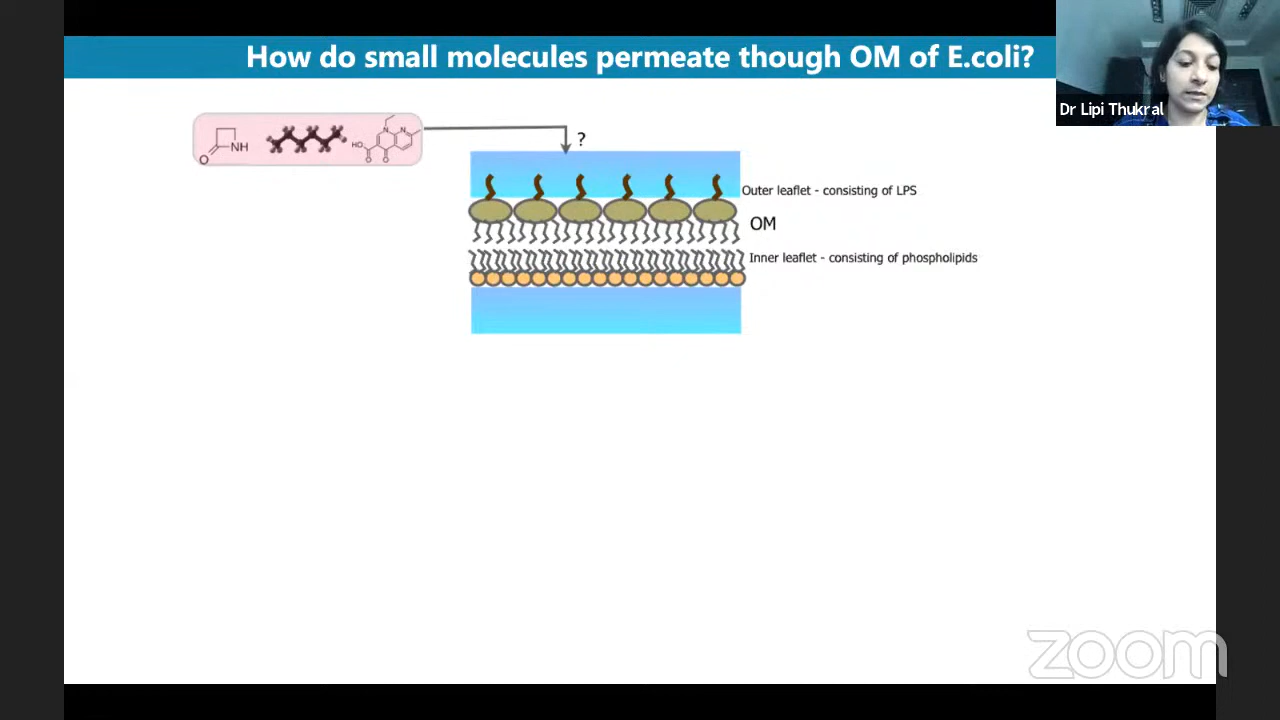 How do small molecules permeate though OM of E.coli?
Dr Lipi Thukral
?
O
NH
HO
O
O
N
N
Outer leaflet - consisting of LPS
OM
Inner leaflet - consisting of phospholipids
zoom